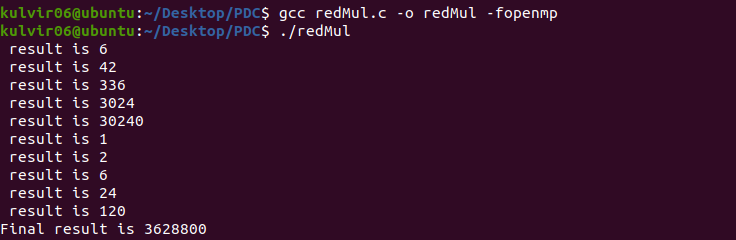 kulvir06@ubuntu:~/Desktop/PDC$ gcc redMul.c -o redMul -fopenmp
kulvir06@ubuntu:~/Desktop/PDC$ ./redMul
 result is 6
 result is 42
 result is 336
 result is 3024
 result is 30240
 result is 1
 result is 2
 result is 6
 result is 24
 result is 120
Final result is 3628800